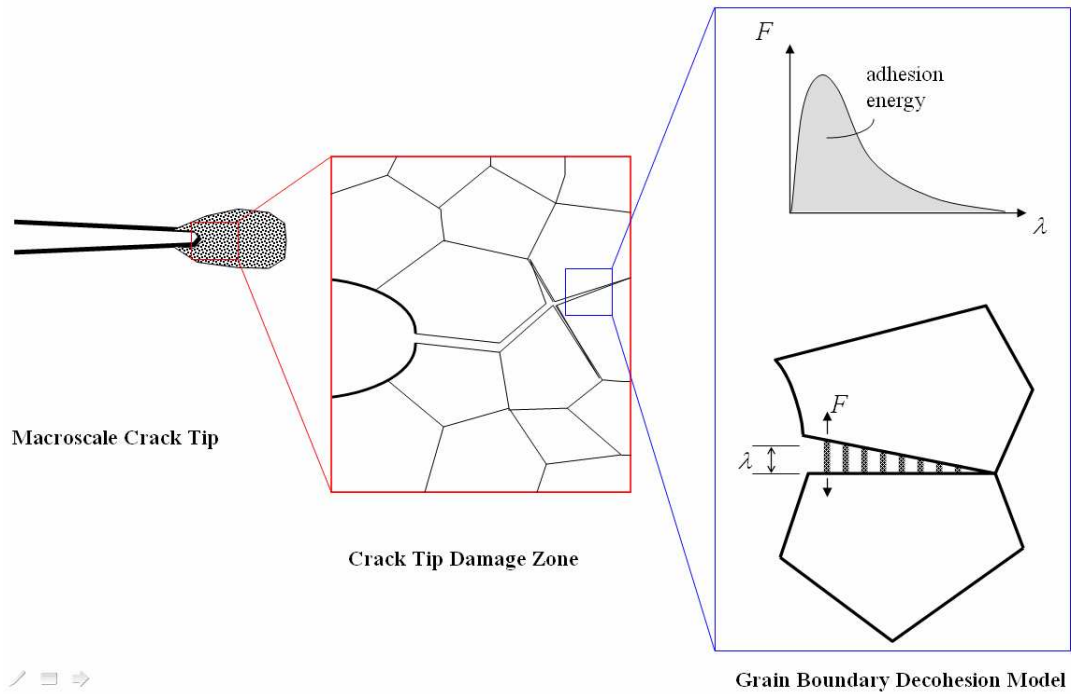 F
adhesion
energy
λ
Macroscale Crack Tip
F
λ
Crack Tip Damage Zone
Grain Boundary Decohesion Model